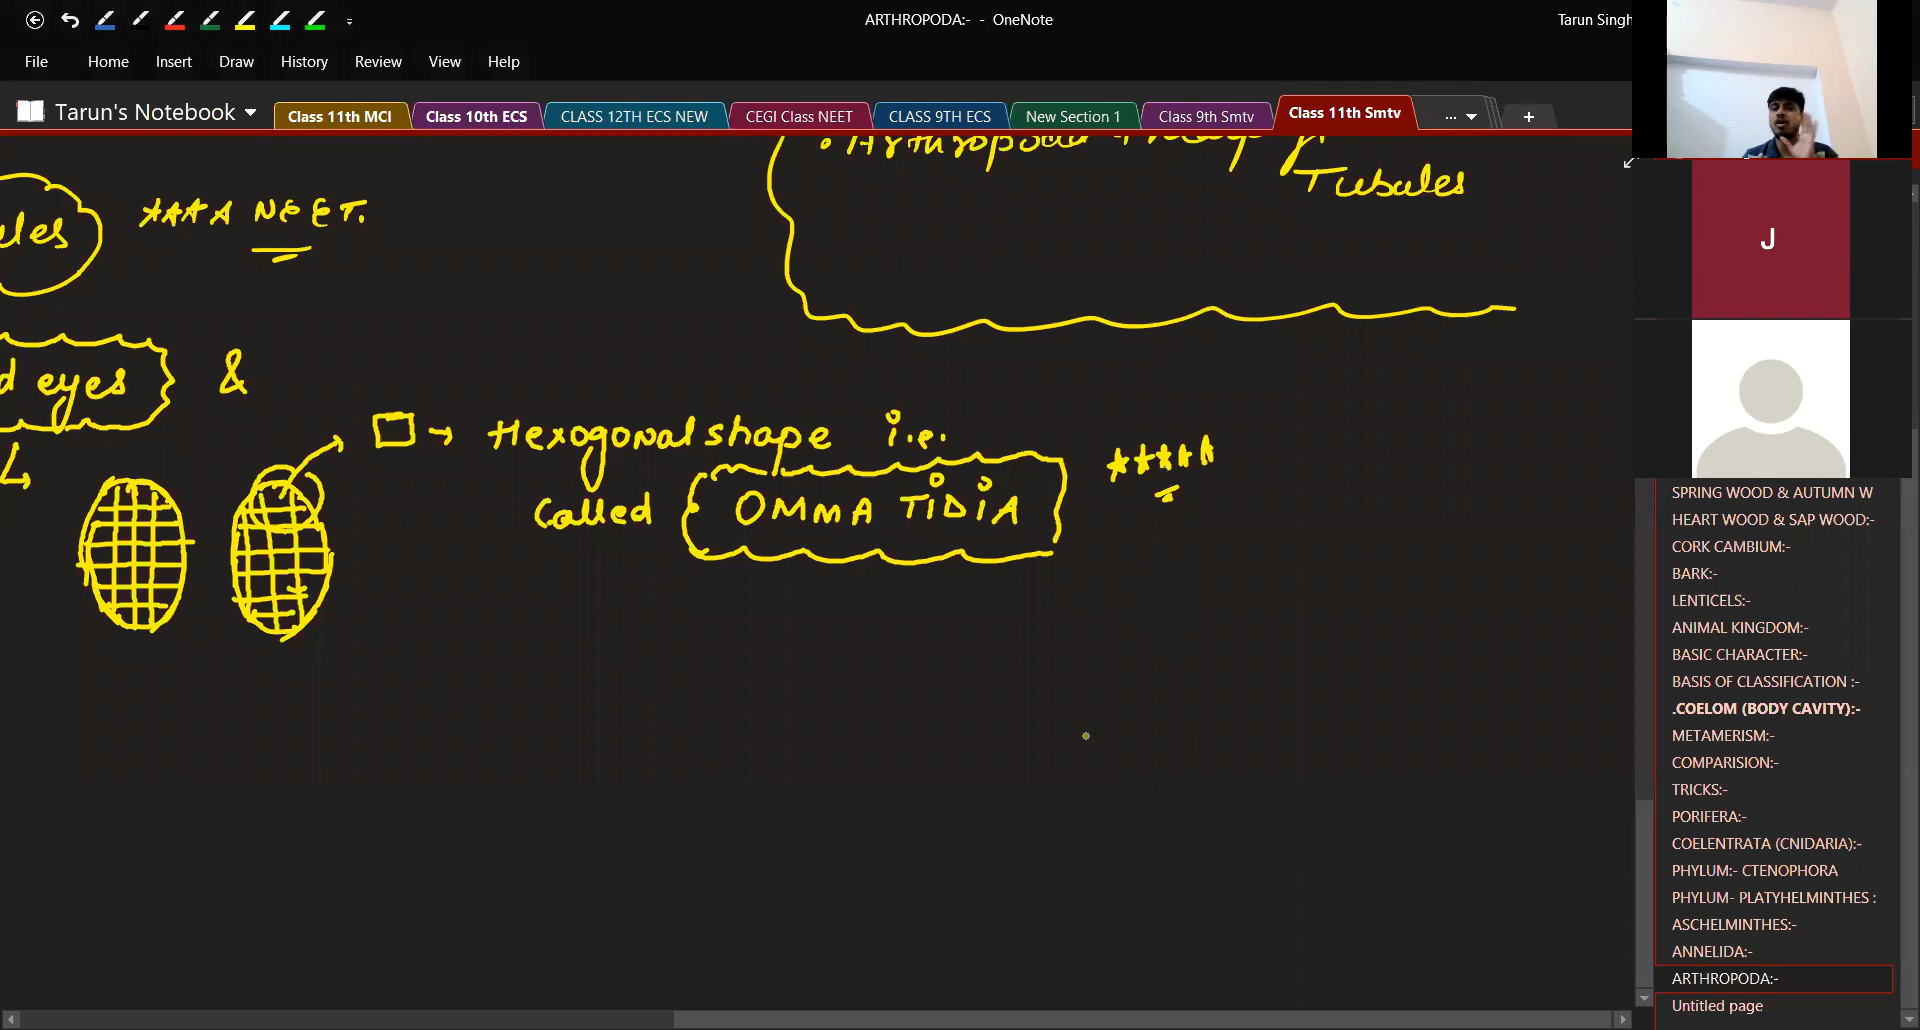 ARTHROPODA:- - OneNote
Tarun Singh
File Home Insert Draw History Review View Help
Tarun's Notebook
Class 11th MCI
Class 10th ECS
CLASS 12TH ECS NEW
CEGI Class NEET
CLASS 9TH ECS
New Section 1
Class 9th Smtv
Class 11th Smtv
...
+
J
• Arthropoda
Tubules
eles
**** NEET.
d eyes &
□ → Hexogonal shape i.e.
Called OMMATiDiA *****
SPRING WOOD & AUTUMN W
HEART WOOD & SAP WOOD:-
CORK CAMBIUM:-
BARK:-
LENTICELS:-
ANIMAL KINGDOM:-
BASIC CHARACTER:-
BASIS OF CLASSIFICATION :-
.COELOM (BODY CAVITY):-
METAMERISM:-
COMPARISION:-
TRICKS:-
PORIFERA:-
COELENTRATA (CNIDARIA):-
PHYLUM:- CTENOPHORA
PHYLUM- PLATYHELMINTHES :
ASCHELMINTHES:-
ANNELIDA:-
ARTHROPODA:-
Untitled page